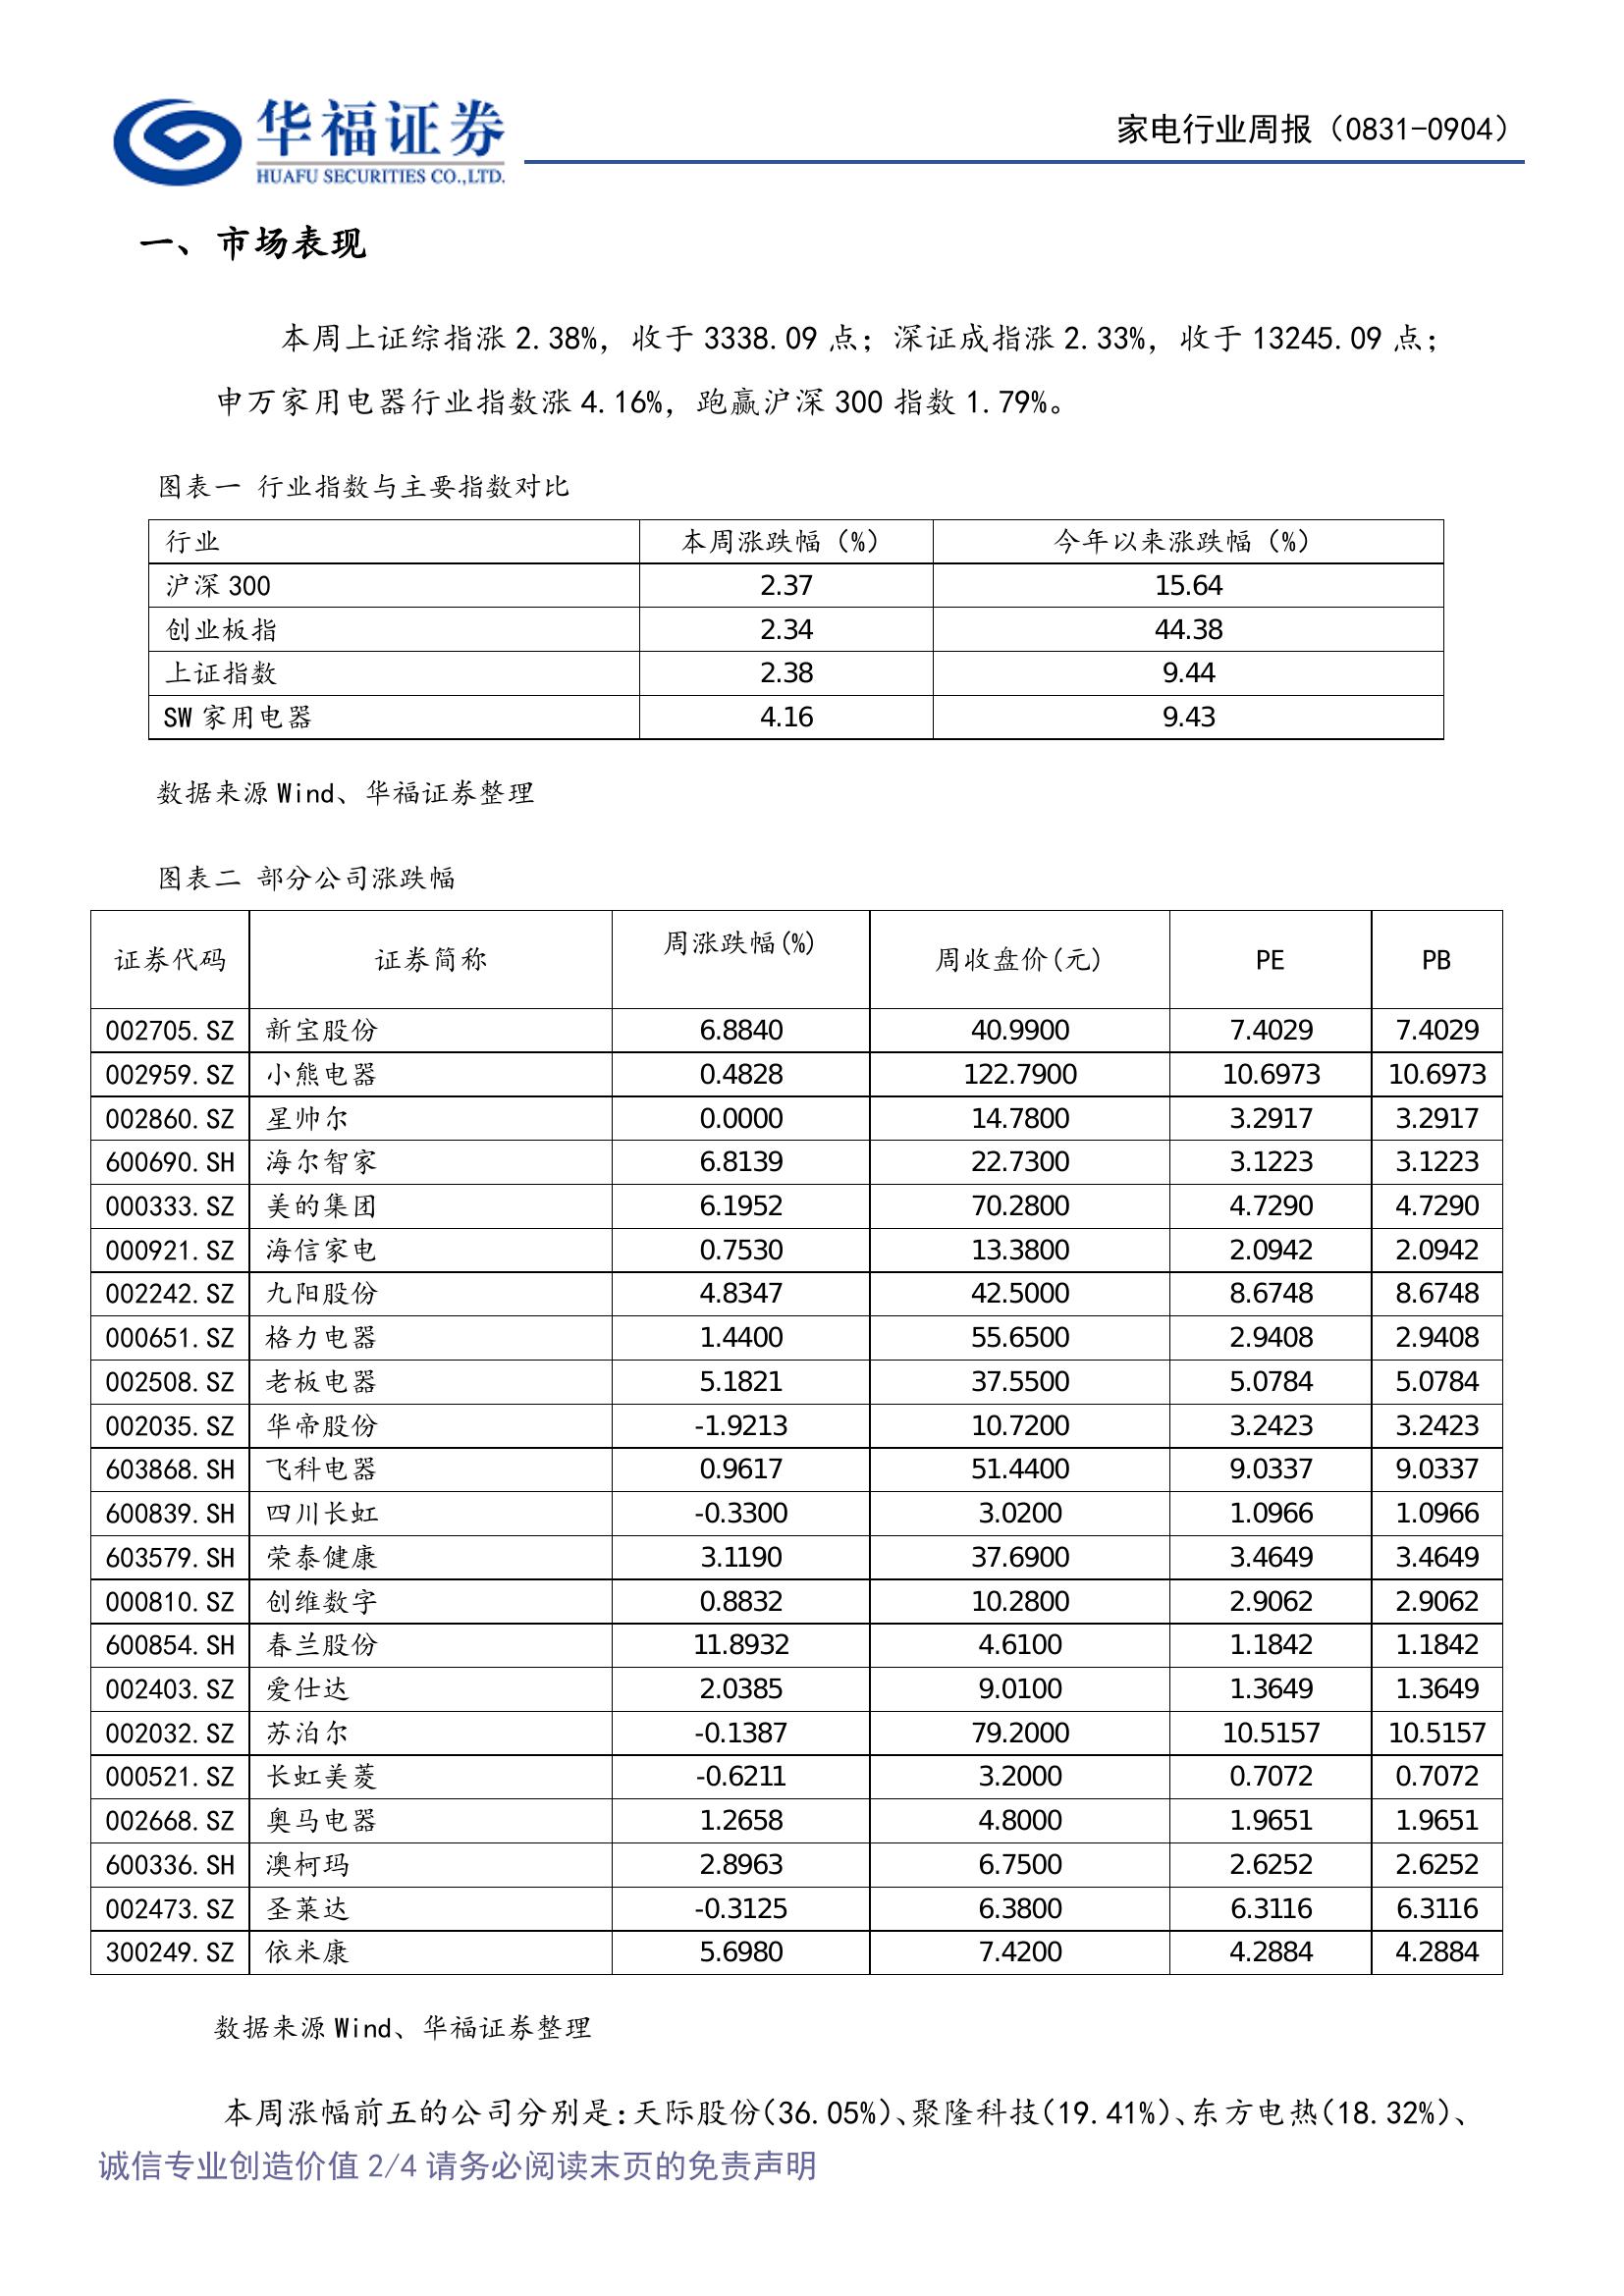 华福证券
HUAFU SECURITIES CO.,LTD.
家电行业周报（0831-0904）
一、市场表现
本周上证综指涨 2.38%，收于 3338.09 点；深证成指涨 2.33%，收于 13245.09 点；
申万家用电器行业指数涨 4.16%，跑赢沪深 300 指数 1.79%。
图表一 行业指数与主要指数对比
行业 本周涨跌幅（%） 今年以来涨跌幅（%）
沪深 300 2.37 15.64
创业板指 2.34 44.38
上证指数 2.38 9.44
SW 家用电器 4.16 9.43
数据来源 Wind、华福证券整理
图表二 部分公司涨跌幅
证券代码 证券简称 周涨跌幅(%) 周收盘价(元) PE PB
002705.SZ 新宝股份 6.8840 40.9900 7.4029 7.4029
002959.SZ 小熊电器 0.4828 122.7900 10.6973 10.6973
002860.SZ 星帅尔 0.0000 14.7800 3.2917 3.2917
600690.SH 海尔智家 6.8139 22.7300 3.1223 3.1223
000333.SZ 美的集团 6.1952 70.2800 4.7290 4.7290
000921.SZ 海信家电 0.7530 13.3800 2.0942 2.0942
002242.SZ 九阳股份 4.8347 42.5000 8.6748 8.6748
000651.SZ 格力电器 1.4400 55.6500 2.9408 2.9408
002508.SZ 老板电器 5.1821 37.5500 5.0784 5.0784
002035.SZ 华帝股份 -1.9213 10.7200 3.2423 3.2423
603868.SH 飞科电器 0.9617 51.4400 9.0337 9.0337
600839.SH 四川长虹 -0.3300 3.0200 1.0966 1.0966
603579.SH 荣泰健康 3.1190 37.6900 3.4649 3.4649
000810.SZ 创维数字 0.8832 10.2800 2.9062 2.9062
600854.SH 春兰股份 11.8932 4.6100 1.1842 1.1842
002403.SZ 爱仕达 2.0385 9.0100 1.3649 1.3649
002032.SZ 苏泊尔 -0.1387 79.2000 10.5157 10.5157
000521.SZ 长虹美菱 -0.6211 3.2000 0.7072 0.7072
002668.SZ 奥马电器 1.2658 4.8000 1.9651 1.9651
600336.SH 澳柯玛 2.8963 6.7500 2.6252 2.6252
002473.SZ 圣莱达 -0.3125 6.3800 6.3116 6.3116
300249.SZ 依米康 5.6980 7.4200 4.2884 4.2884
数据来源 Wind、华福证券整理
本周涨幅前五的公司分别是：天际股份(36.05%)、聚隆科技(19.41%)、东方电热(18.32%)、
诚信专业创造价值 2/4 请务必阅读末页的免责声明